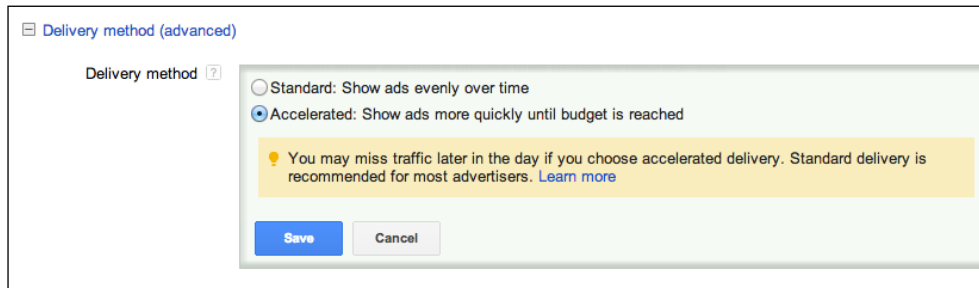 Delivery method (advanced)
Delivery method ?
Standard: Show ads evenly over time
Accelerated: Show ads more quickly until budget is reached
You may miss traffic later in the day if you choose accelerated delivery. Standard delivery is
recommended for most advertisers. Learn more
Save Cancel